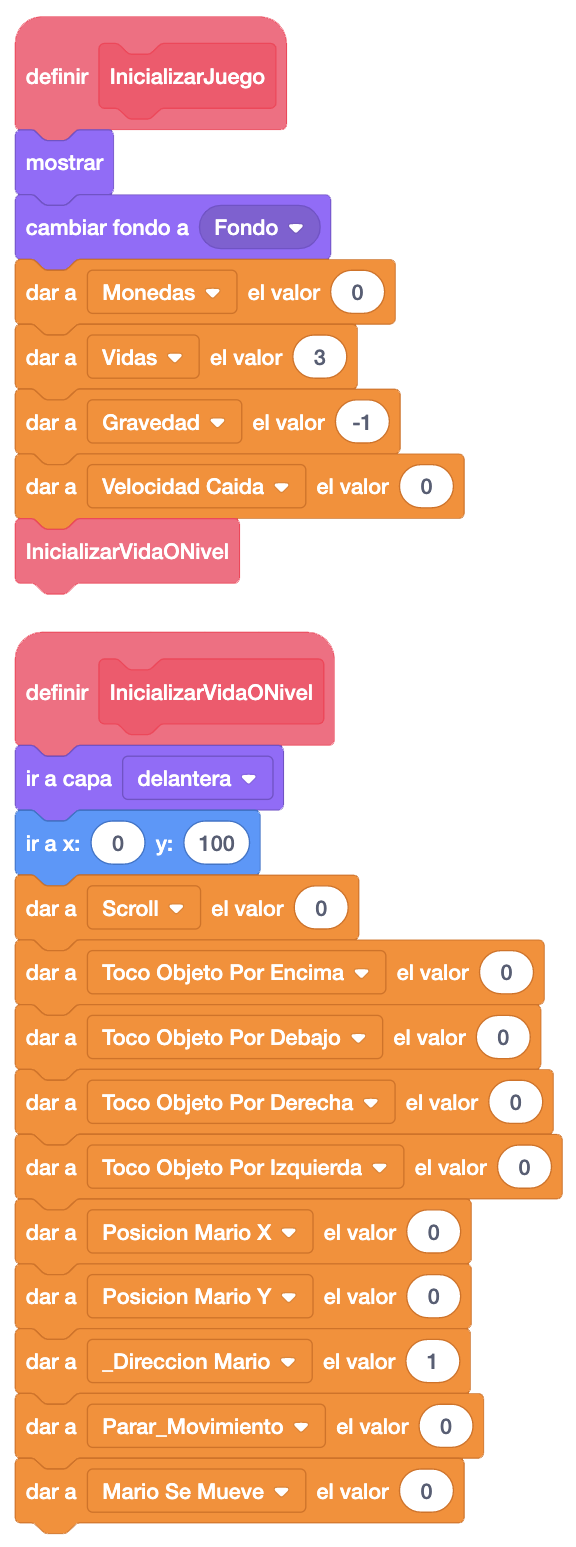 definir InicializarJuego
mostrar
cambiar fondo a Fondo
dar a Monedas el valor 0
dar a Vidas el valor 3
dar a Gravedad el valor -1
dar a Velocidad Caida el valor 0
InicializarVidaONivel
definir InicializarVidaONivel
ir a capa delantera
ir a x: 0 y: 100
dar a Scroll el valor 0
dar a Toco Objeto Por Encima el valor 0
dar a Toco Objeto Por Debajo el valor 0
dar a Toco Objeto Por Derecha el valor 0
dar a Toco Objeto Por Izquierda el valor 0
dar a Posicion Mario X el valor 0
dar a Posicion Mario Y el valor 0
dar a _Direccion Mario el valor 1
dar a Parar_Movimiento el valor 0
dar a Mario Se Mueve el valor 0